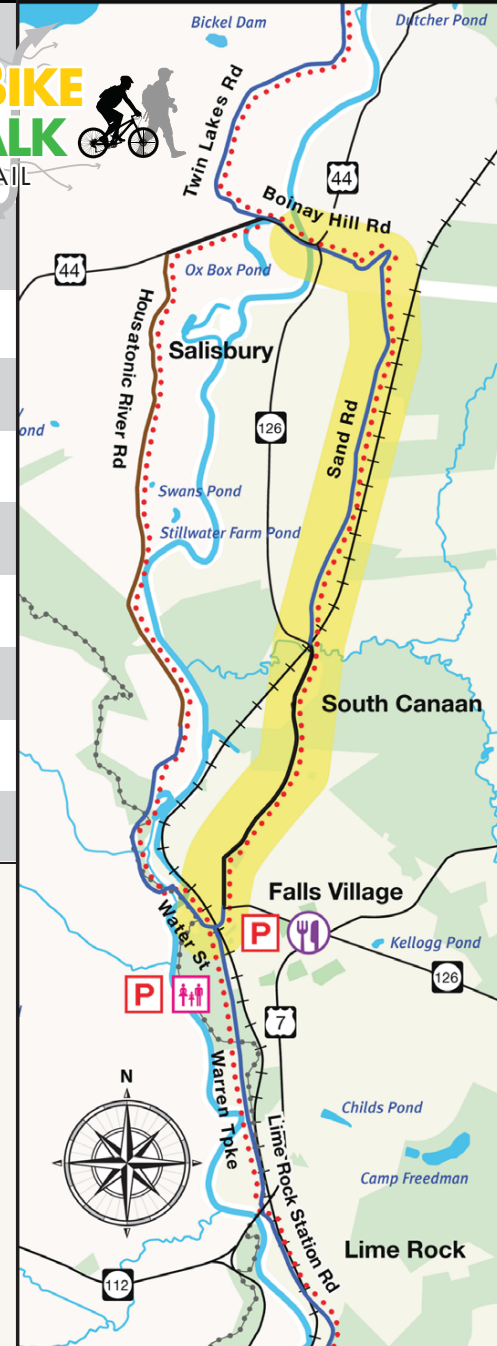 Bickel Dam
Dutcher Pond
BIKE
ALK
AIL
Twin Lakes Rd
44
Boinay Hill Rd
44
Ox Box Pond
Housatonic River Rd
Salisbury
126
Sand Rd
ond
Swans Pond
Stillwater Farm Pond
South Canaan
Falls Village
Water St
P
Kellogg Pond
126
P
7
Warren Tpke
N
Childs Pond
Lime Rock Station Rd
Camp Freedman
Lime Rock
112